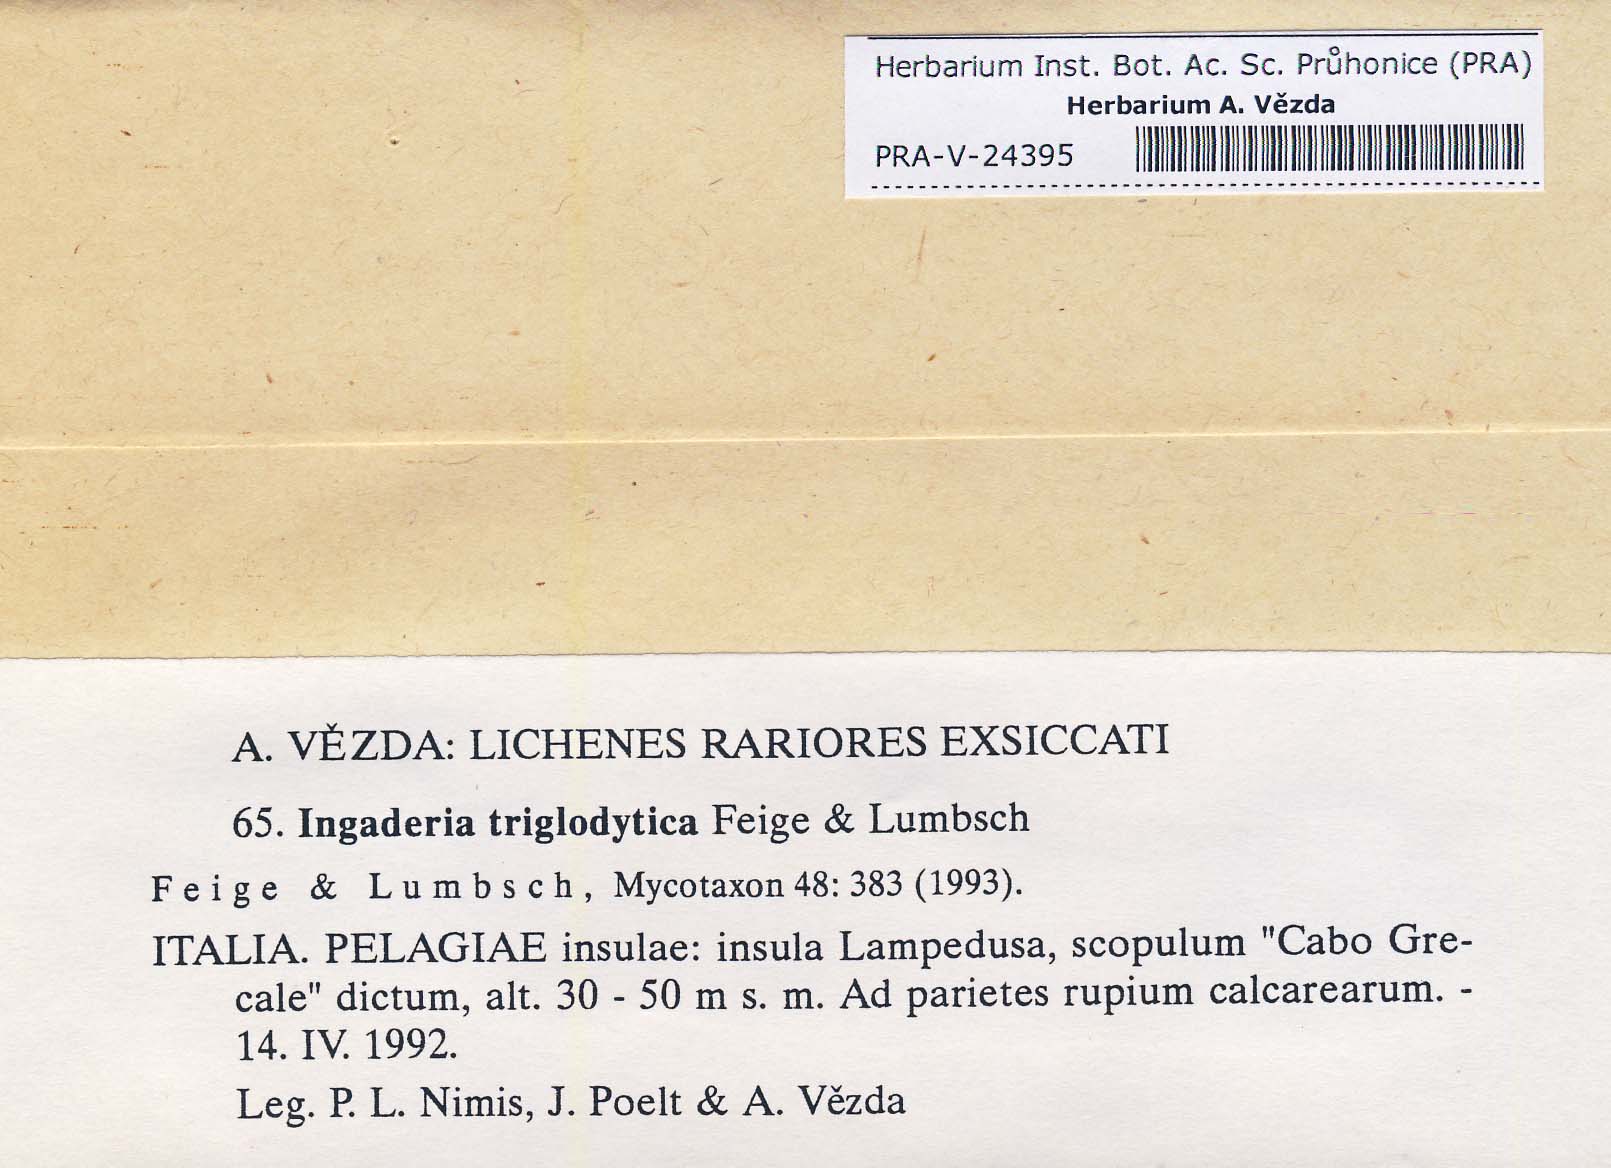 Herbarium Inst. Bot. Ac. Sc. Průhonice (PRA)
Herbarium A. Vězda
PRA-V-24395
A. VĚZDA: LICHENES RARIORES EXSICCATI
65. Ingaderia triglodytica Feige & Lumbsch
Feige & Lumbsch, Mycotaxon 48: 383 (1993).
ITALIA. PELAGIAE insulae: insula Lampedusa, scopulum "Cabo Gre-
cale" dictum, alt. 30 - 50 m s. m. Ad parietes rupium calcarearum. -
14. IV. 1992.
Leg. P. L. Nimis, J. Poelt & A. Vězda